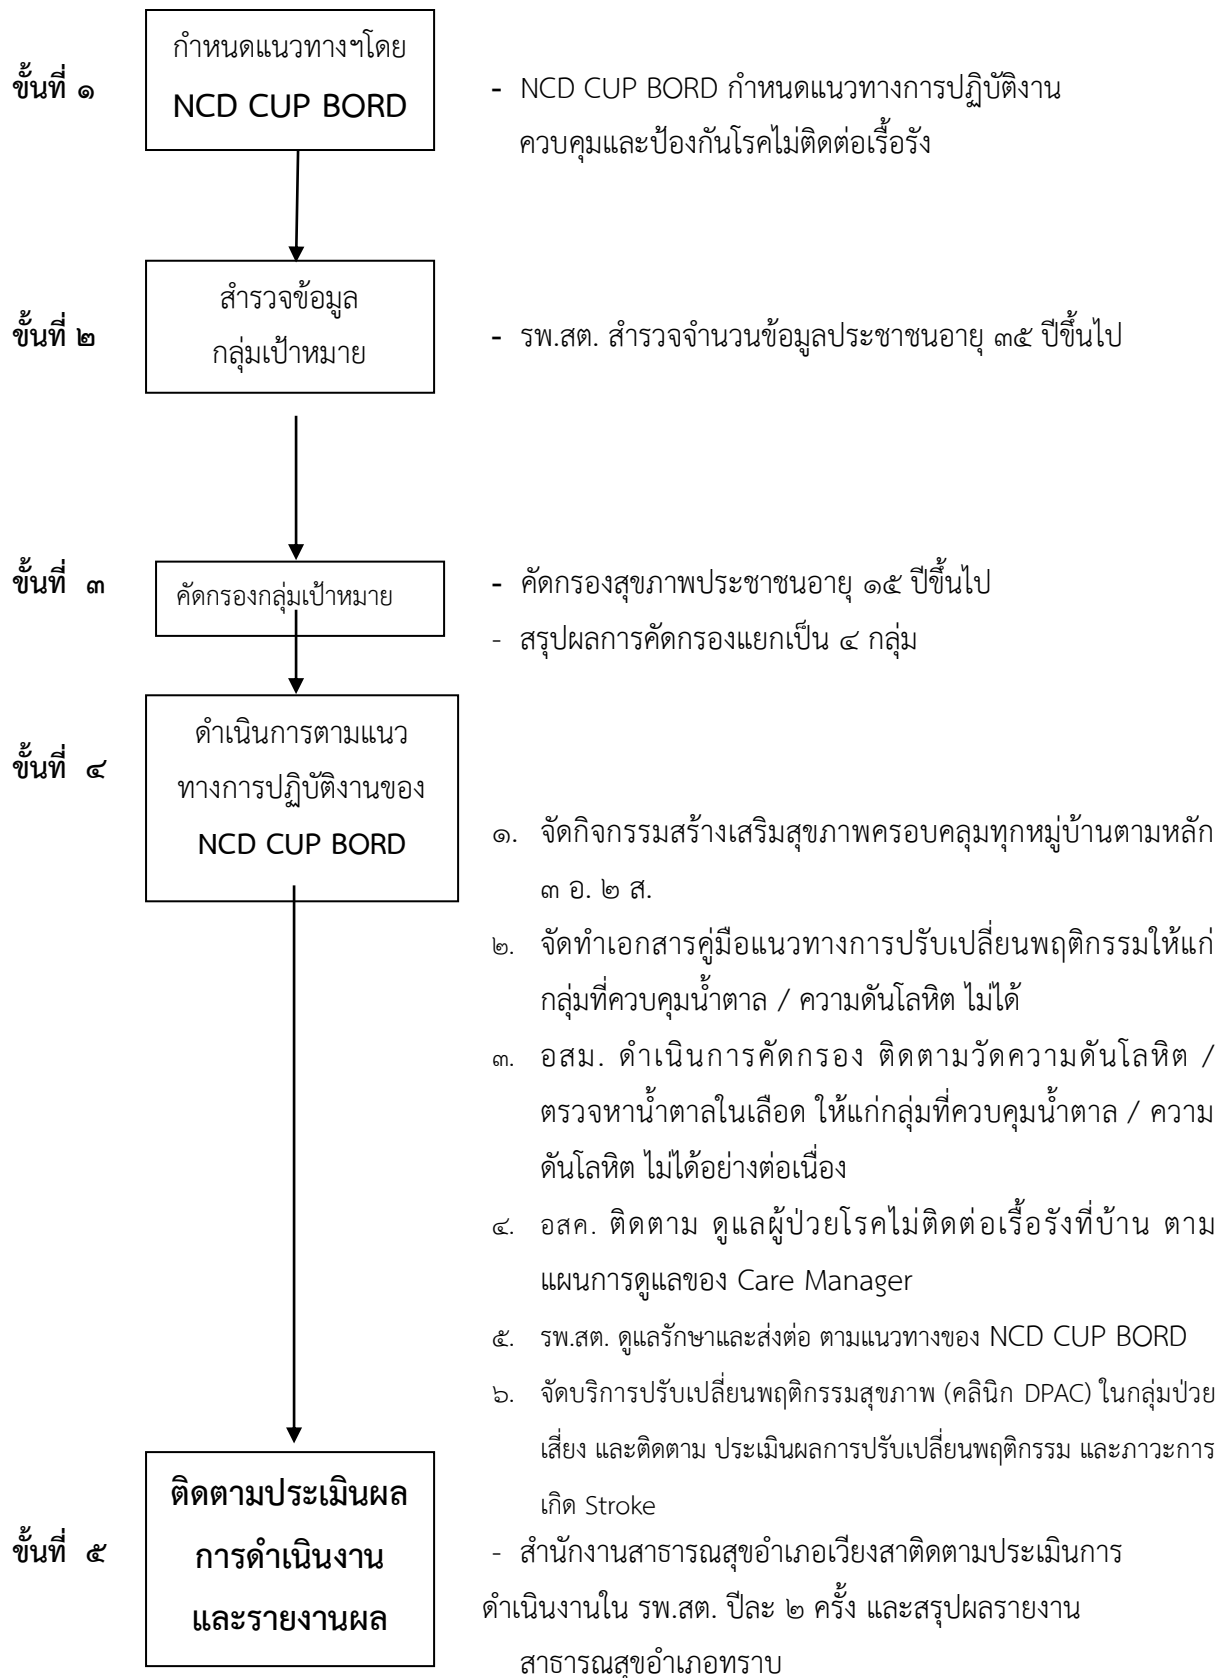 ขั้นที่ ๑
กำหนดแนวทางฯโดย
NCD CUP BORD
- NCD CUP BORD กำหนดแนวทางการปฏิบัติงาน
ควบคุมและป้องกันโรคไม่ติดต่อเรื้อรัง
ขั้นที่ ๒
สำรวจข้อมูล
กลุ่มเป้าหมาย
- รพ.สต. สำรวจจำนวนข้อมูลประชาชนอายุ ๓๕ ปีขึ้นไป
ขั้นที่ ๓
คัดกรองกลุ่มเป้าหมาย
- คัดกรองสุขภาพประชาชนอายุ ๑๕ ปีขึ้นไป
- สรุปผลการคัดกรองแยกเป็น ๔ กลุ่ม
ขั้นที่ ๔
ดำเนินการตามแนว
ทางการปฏิบัติงานของ
NCD CUP BORD
๑. จัดกิจกรรมสร้างเสริมสุขภาพครอบคลุมทุกหมู่บ้านตามหลัก
๓ อ. ๒ ส.
๒. จัดทำเอกสารคู่มือแนวทางการปรับเปลี่ยนพฤติกรรมให้แก่
กลุ่มที่ควบคุมน้ำตาล / ความดันโลหิต ไม่ได้
๓. อสม. ดำเนินการคัดกรอง ติดตามวัดความดันโลหิต /
ตรวจหาน้ำตาลในเลือด ให้แก่กลุ่มที่ควบคุมน้ำตาล / ความ
ดันโลหิต ไม่ได้อย่างต่อเนื่อง
๔. อสค. ติดตาม ดูแลผู้ป่วยโรคไม่ติดต่อเรื้อรังที่บ้าน ตาม
แผนการดูแลของ Care Manager
๕. รพ.สต. ดูแลรักษาและส่งต่อ ตามแนวทางของ NCD CUP BORD
๖. จัดบริการปรับเปลี่ยนพฤติกรรมสุขภาพ (คลินิก DPAC) ในกลุ่มป่วย
เสี่ยง และติดตาม ประเมินผลการปรับเปลี่ยนพฤติกรรม และภาวะการ
เกิด Stroke
ขั้นที่ ๕
ติดตามประเมินผล
การดำเนินงาน
และรายงานผล
- สำนักงานสาธารณสุขอำเภอเวียงสาติดตามประเมินการ
ดำเนินงานใน รพ.สต. ปีละ ๒ ครั้ง และสรุปผลรายงาน
สาธารณสุขอำเภอทราบ